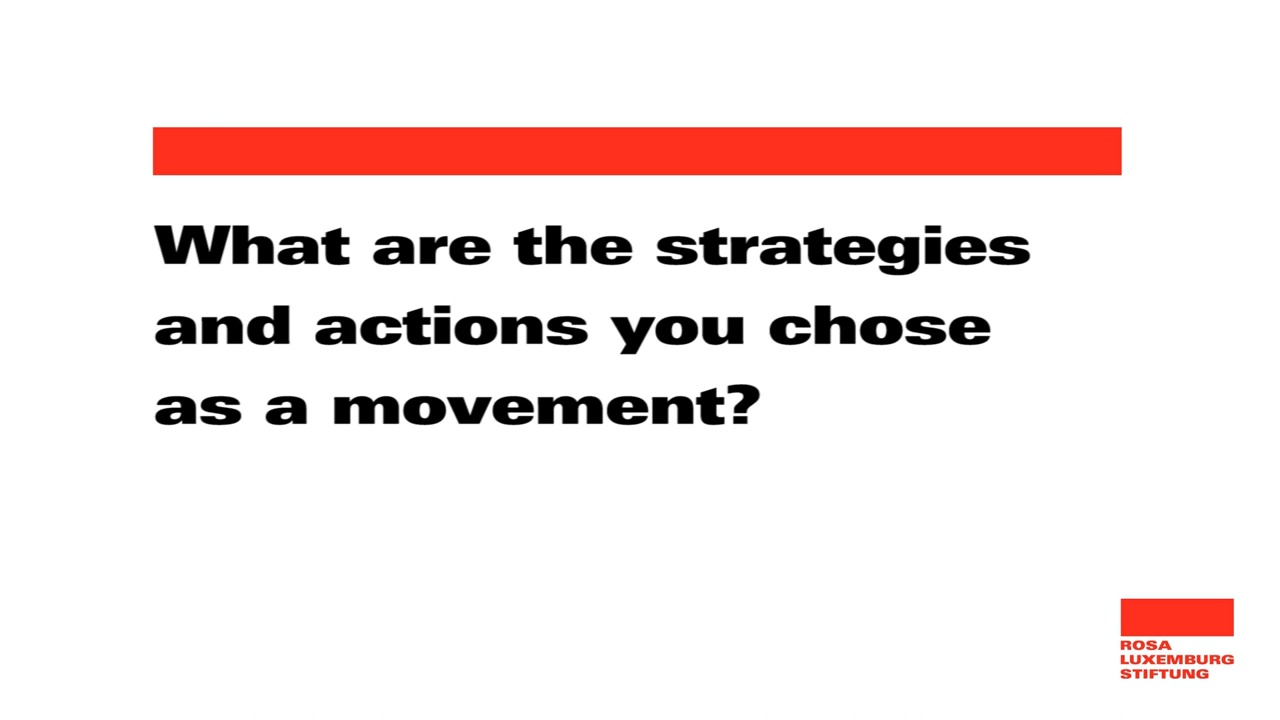 What are the strategies
and actions you chose
as a movement?
ROSA
LUXEMBURG
STIFTUNG